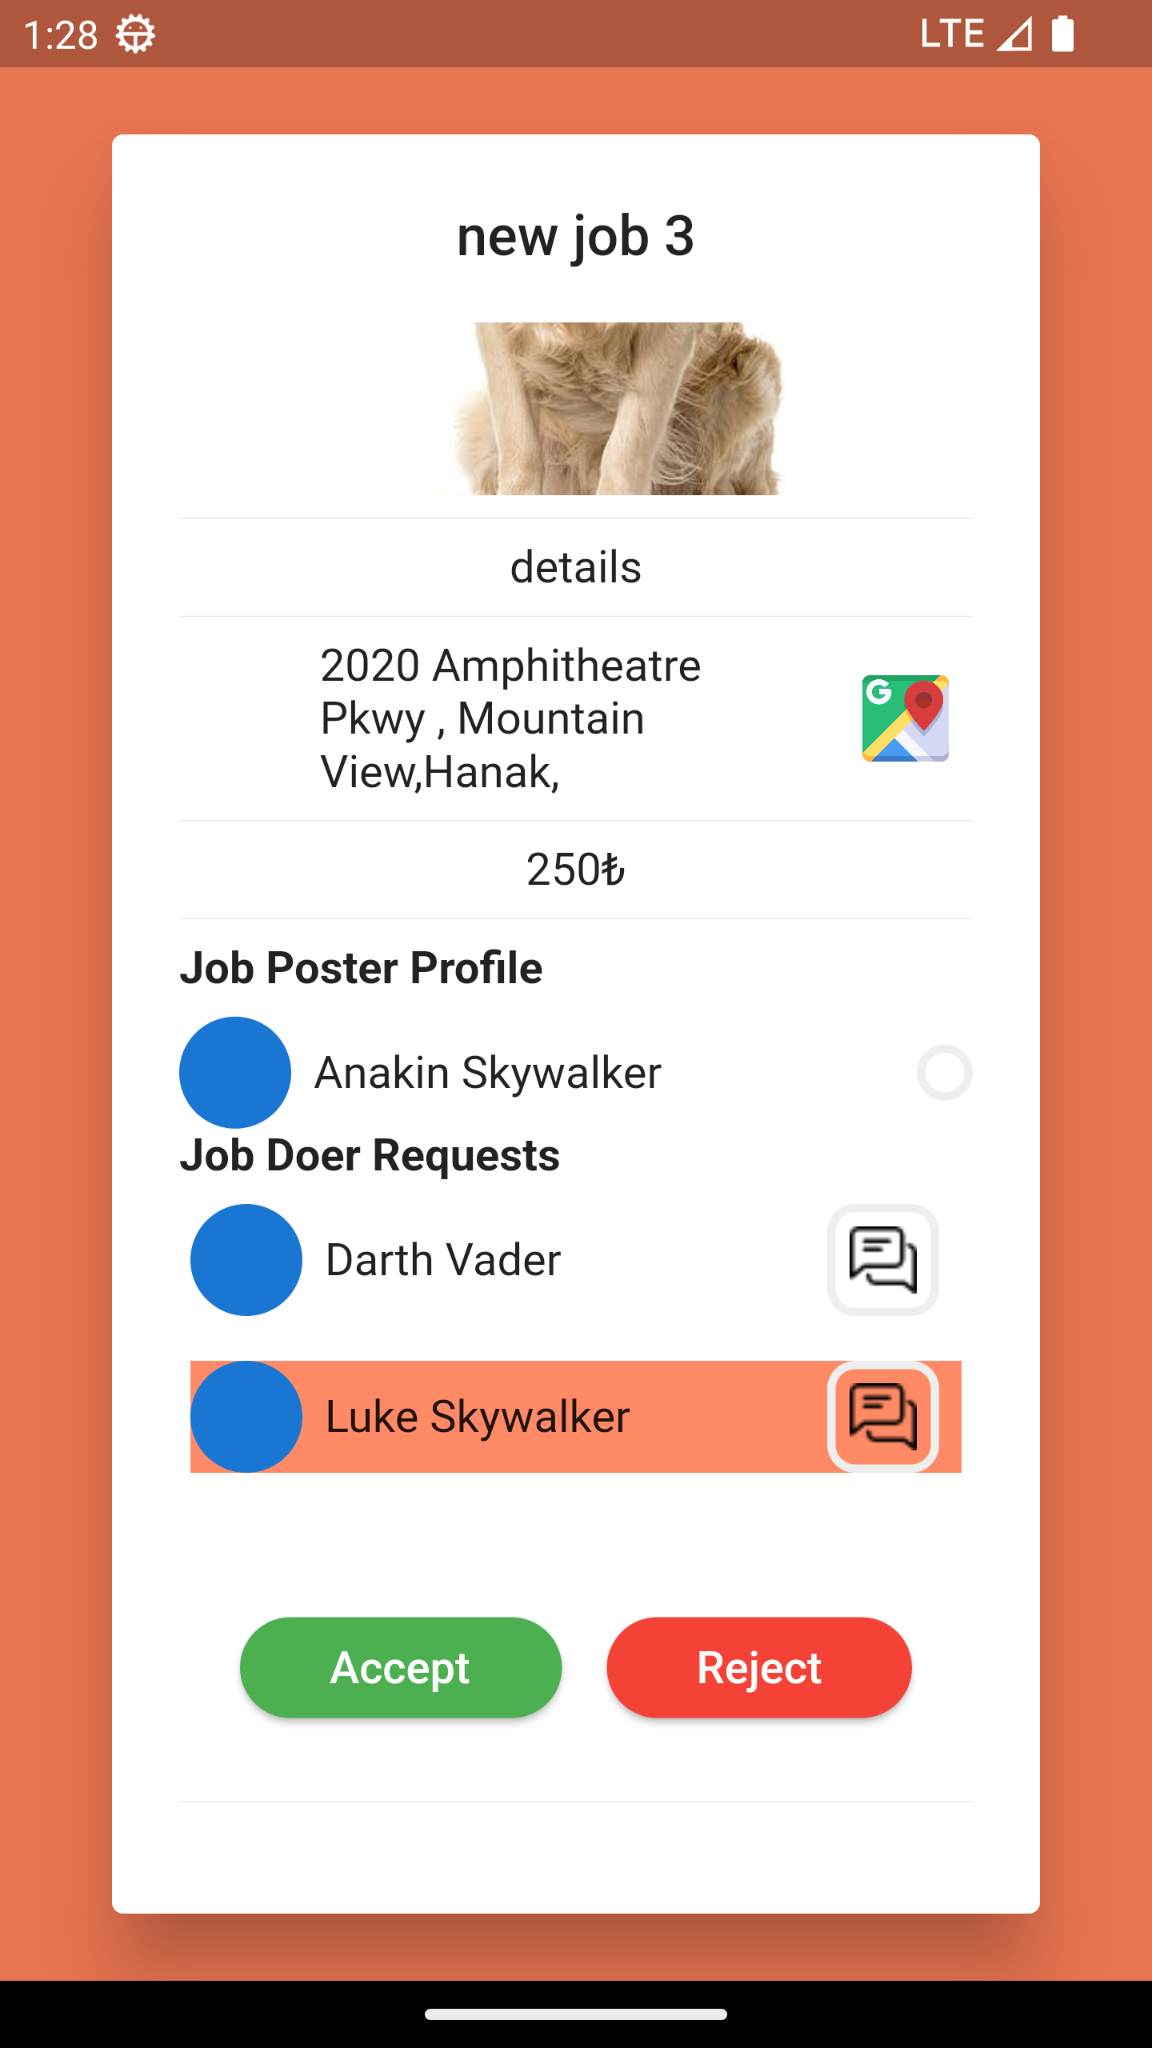 1:28
LTE
new job 3
details
2020 Amphitheatre
Pkwy , Mountain
View,Hanak,
G
250₺
Job Poster Profile
Anakin Skywalker
Job Doer Requests
Darth Vader
Luke Skywalker
Accept
Reject